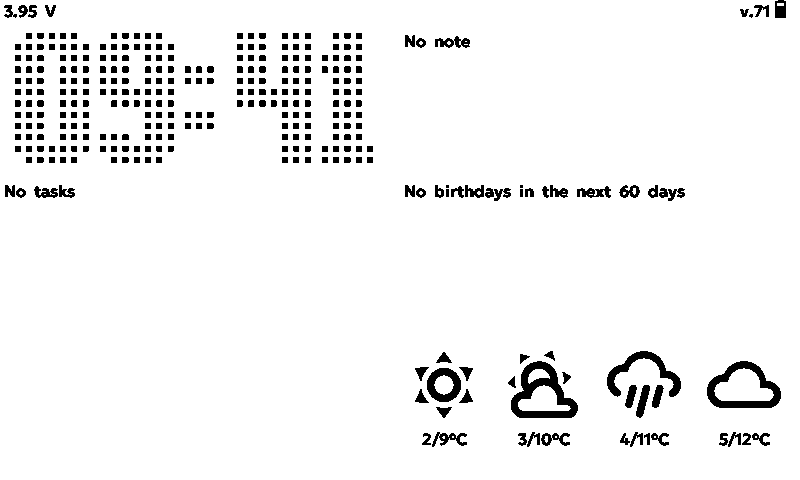 3.95 V
v.71
09:41
No note
No tasks
No birthdays in the next 60 days
2/9°C
3/10°C
4/11°C
5/12°C